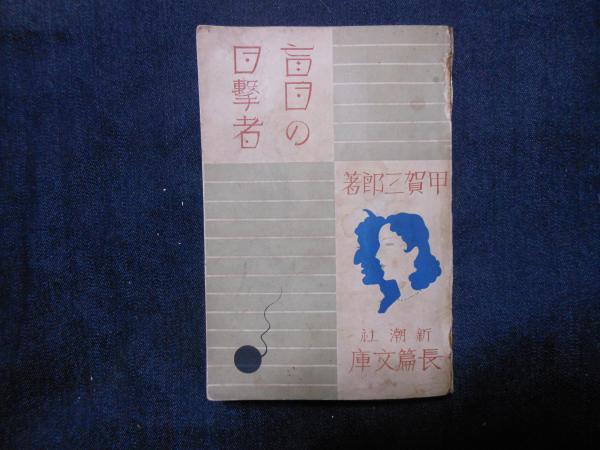 盲目の
目撃者
甲賀三郎著
新潮社
長篇文庫